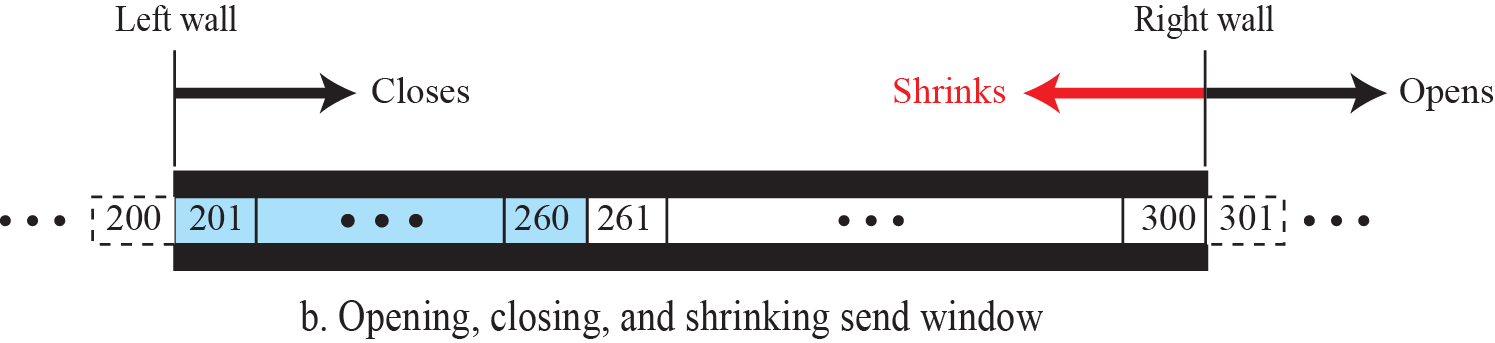 Left wall Right wall
Closes Shrinks Opens
••• 200 201 ••• 260 261 ••• 300 301 •••
b. Opening, closing, and shrinking send window